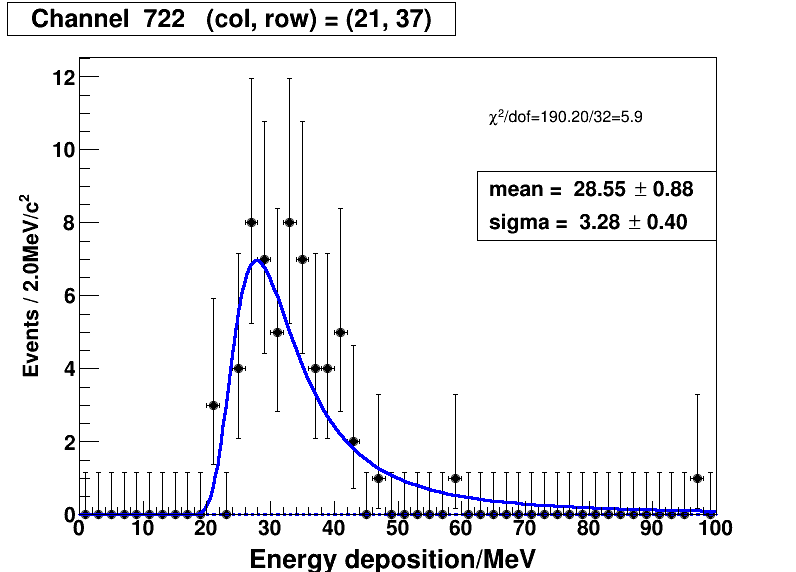 Channel 722 (col, row) = (21, 37)
χ²/dof=190.20/32=5.9
mean = 28.55 ± 0.88
sigma = 3.28 ± 0.40
Events / 2.0MeV/c²
12
10
8
6
4
2
0
0 10 20 30 40 50 60 70 80 90 100
Energy deposition/MeV